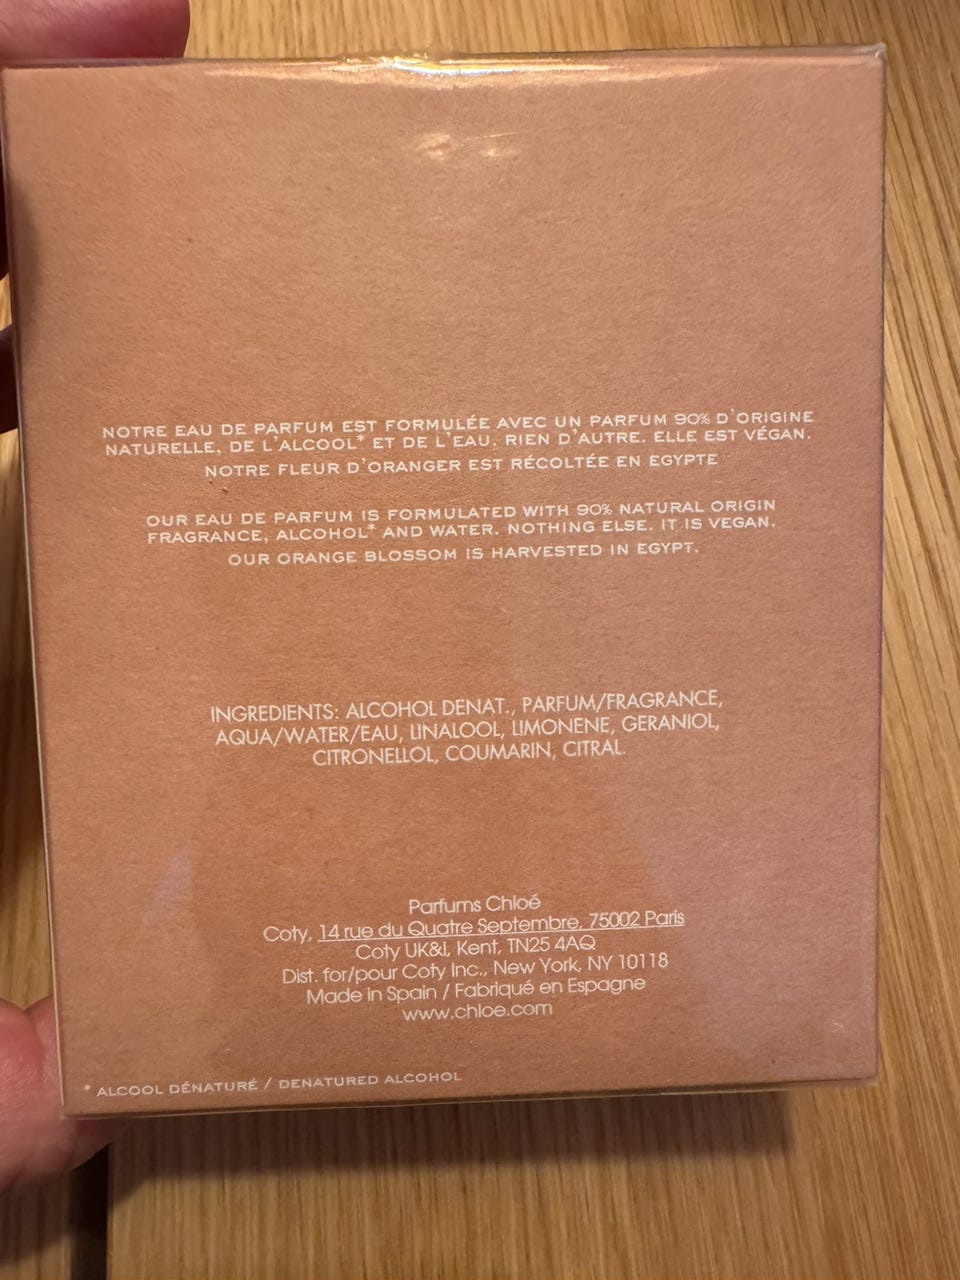 NOTRE EAU DE PARFUM EST FORMULÉE AVEC UN PARFUM 90% D'ORIGINE
NATURELLE, DE L'ALCOOL* ET DE L'EAU. RIEN D'AUTRE. ELLE EST VÉGAN.
NOTRE FLEUR D'ORANGER EST RÉCOLTÉE EN EGYPTE
OUR EAU DE PARFUM IS FORMULATED WITH 90% NATURAL ORIGIN
FRAGRANCE, ALCOHOL* AND WATER. NOTHING ELSE. IT IS VEGAN.
OUR ORANGE BLOSSOM IS HARVESTED IN EGYPT.
INGREDIENTS: ALCOHOL DENAT., PARFUM/FRAGRANCE,
AQUA/WATER/EAU, LINALOOL, LIMONENE, GERANIOL,
CITRONELLOL, COUMARIN, CITRAL.
Parfums Chloé
Coty, 14 rue du Quatre Septembre, 75002 Paris
Coty UK&I, Kent, TN25 4AQ
Dist. for/pour Coty Inc., New York, NY 10118
Made in Spain / Fabriqué en Espagne
www.chloe.com
* ALCOOL DÉNATURÉ / DENATURED ALCOHOL